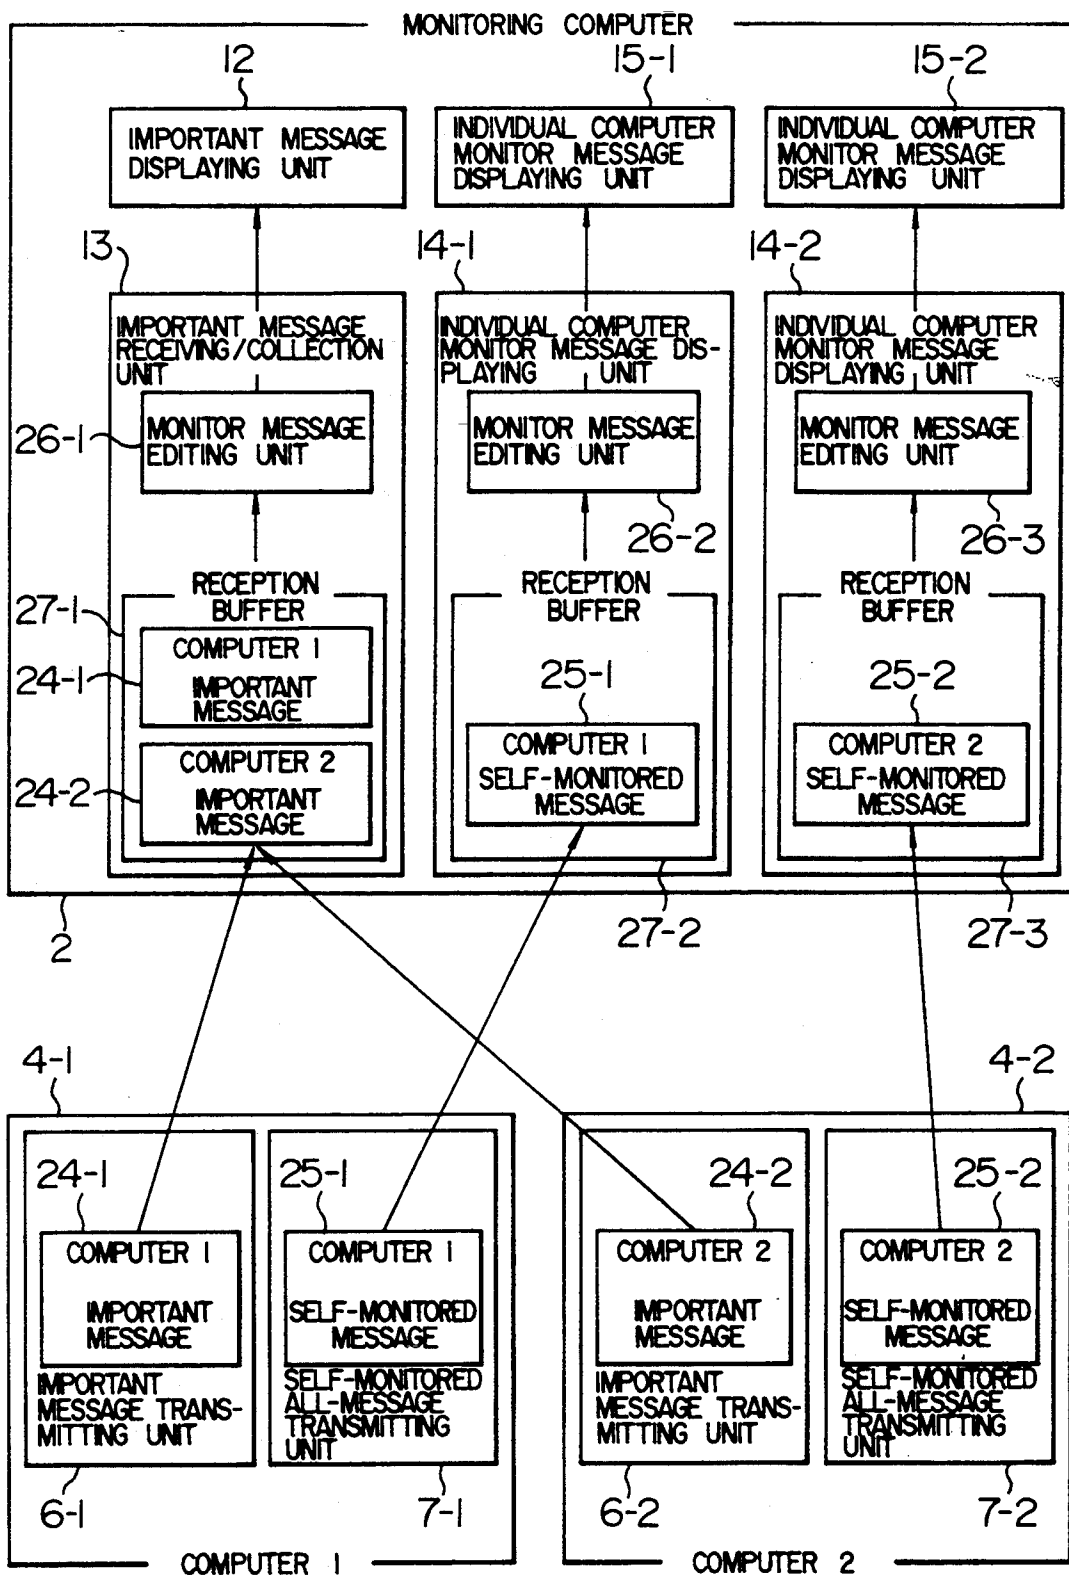 MONITORING COMPUTER
12
15-1
15-2
IMPORTANT MESSAGE
DISPLAYING UNIT
INDIVIDUAL COMPUTER
MONITOR MESSAGE
DISPLAYING UNIT
INDIVIDUAL COMPUTER
MONITOR MESSAGE
DISPLAYING UNIT
13
14-1
14-2
IMPORTANT MESSAGE
RECEIVING/COLLECTION
UNIT
INDIVIDUAL COMPUTER
MONITOR MESSAGE DIS-
PLAYING UNIT
INDIVIDUAL COMPUTER
MONITOR MESSAGE
DISPLAYING UNIT
26-1
MONITOR MESSAGE
EDITING UNIT
MONITOR MESSAGE
EDITING UNIT
MONITOR MESSAGE
EDITING UNIT
26-2
26-3
27-1
RECEPTION
BUFFER
RECEPTION
BUFFER
RECEPTION
BUFFER
24-1
COMPUTER 1
IMPORTANT
MESSAGE
25-1
25-2
24-2
COMPUTER 2
IMPORTANT
MESSAGE
COMPUTER 1
SELF-MONITORED
MESSAGE
COMPUTER 2
SELF-MONITORED
MESSAGE
2
27-2
27-3
4-1
4-2
24-1
25-1
24-2
25-2
COMPUTER 1
IMPORTANT
MESSAGE
IMPORTANT
MESSAGE TRANS-
MITTING UNIT
COMPUTER 1
SELF-MONITORED
MESSAGE
SELF-MONITORED
ALL-MESSAGE
TRANSMITTING
UNIT
COMPUTER 2
IMPORTANT
MESSAGE
IMPORTANT
MESSAGE TRANS-
MITTING UNIT
COMPUTER 2
SELF-MONITORED
MESSAGE
SELF-MONITORED
ALL-MESSAGE
TRANSMITTING
UNIT
6-1
7-1
6-2
7-2
COMPUTER 1
COMPUTER 2